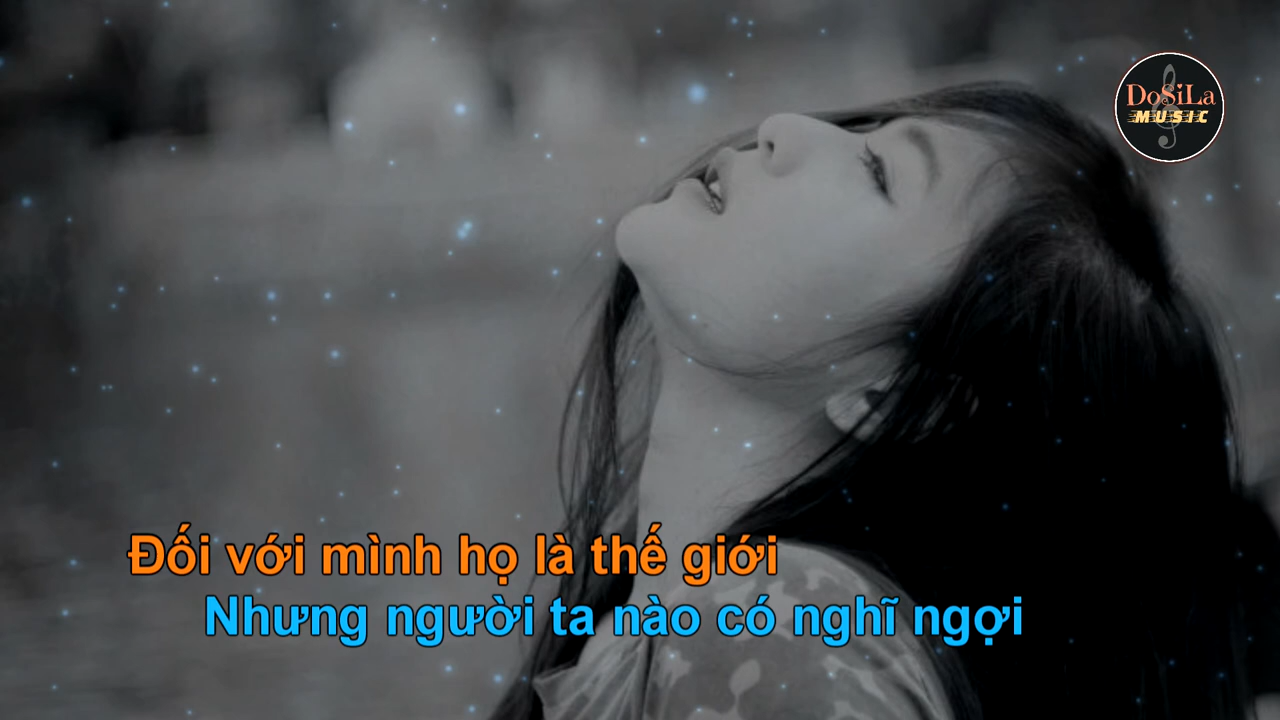 DoSiLa
MUSIC
Đối với mình họ là thế giới
Nhưng người ta nào có nghĩ ngợi